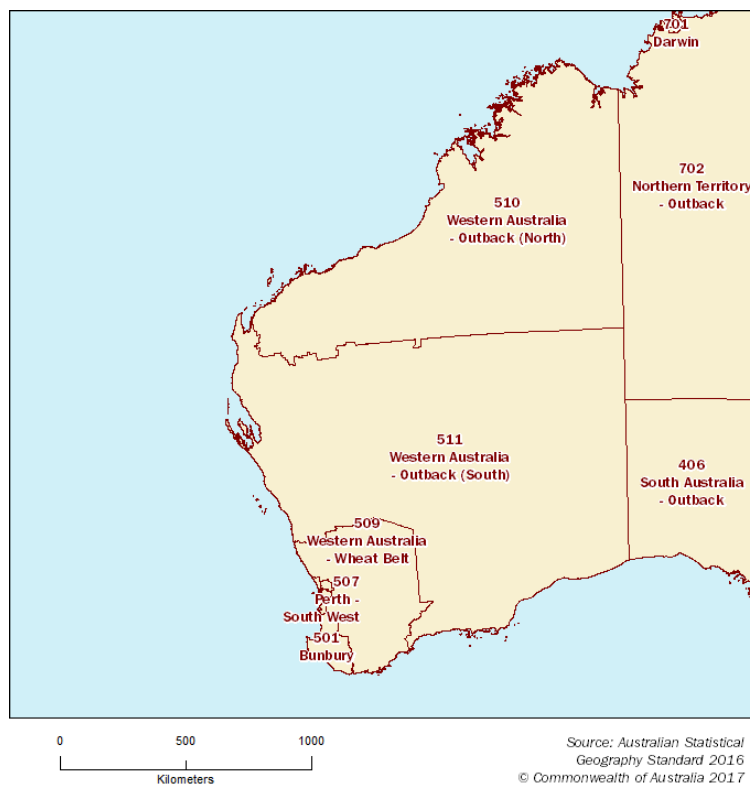 701
Darwin
702
Northern Territory
- Outback
510
Western Australia
- Outback (North)
511
Western Australia
- Outback (South)
406
South Australia
- Outback
509
Western Australia
- Wheat Belt
507
Perth -
South West
501
Bunbury
0 500 1000
Kilometers
Source: Australian Statistical
Geography Standard 2016
© Commonwealth of Australia 2017